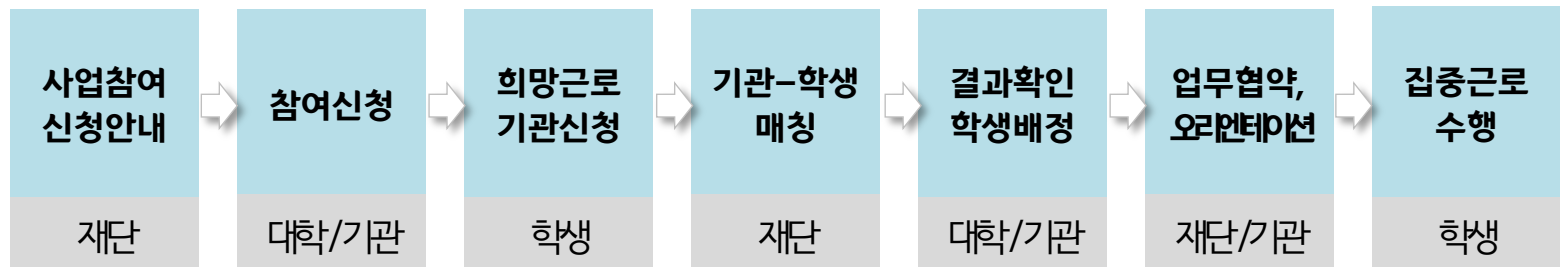 사업참여
신청안내
재단
참여신청
대학/기관
희망근로
기관신청
학생
기관-학생
매칭
재단
결과확인
학생배정
대학/기관
업무협약,
오리엔테이션
재단/기관
집중근로
수행
학생